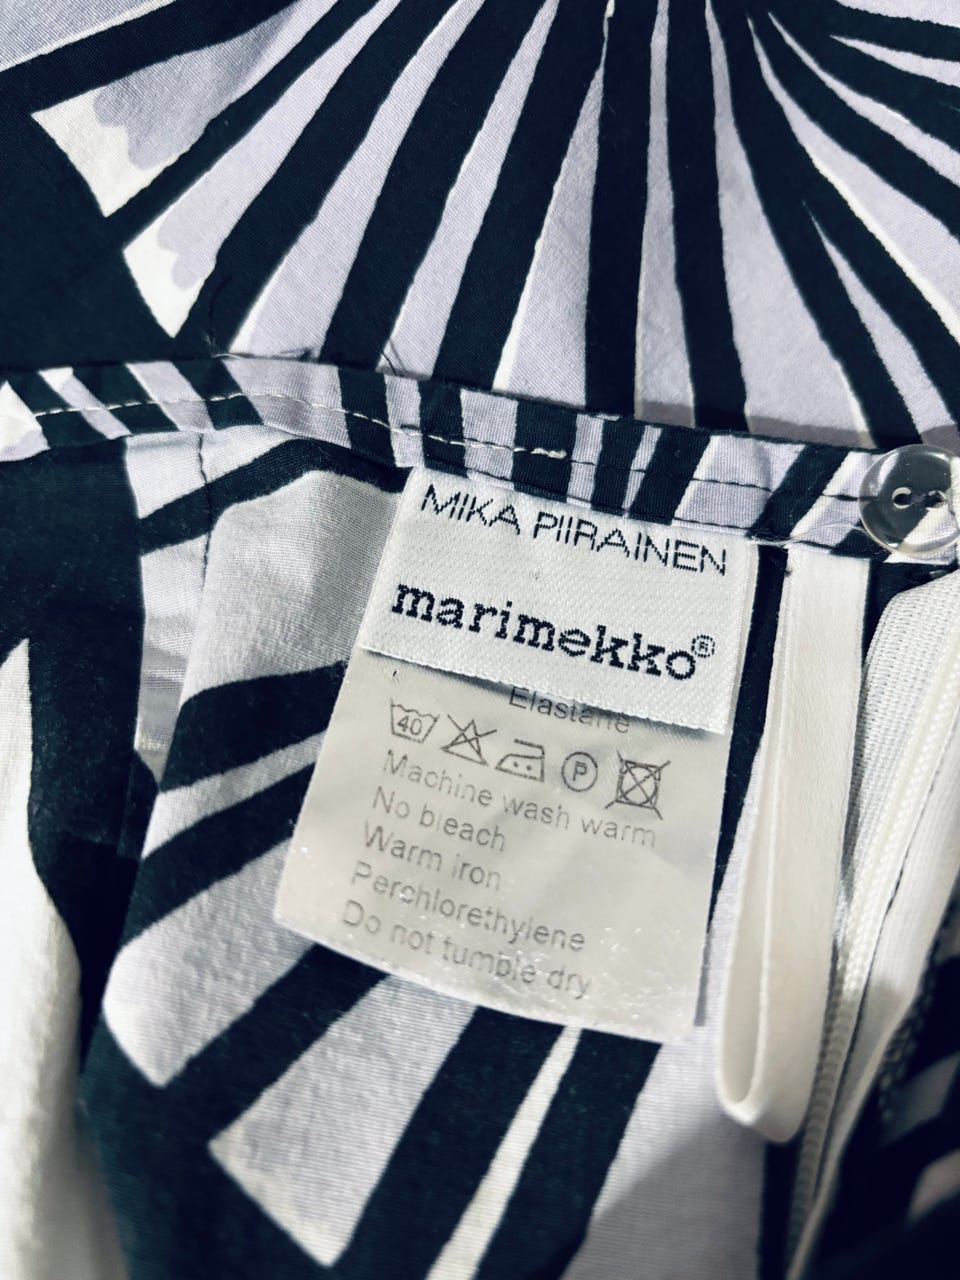 MIKA PIIRAINEN
marimekko®
Elastane
40 P
Machine wash warm
No bleach
Warm iron
Perchlorethylene
Do not tumble dry